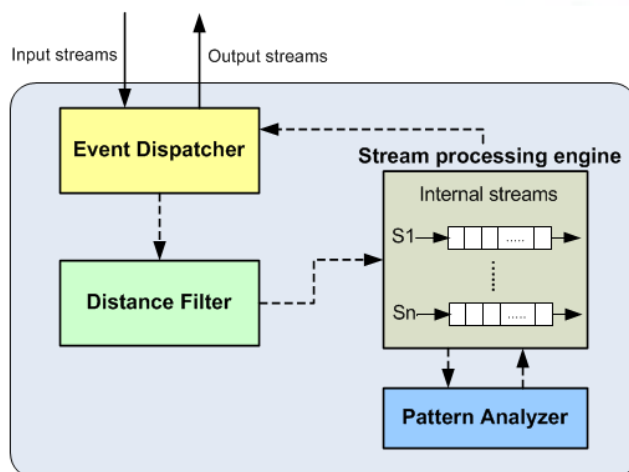 Input streams
Output streams
Event Dispatcher
Stream processing engine
Internal streams
S1
.....
Sn
.....
Distance Filter
Pattern Analyzer